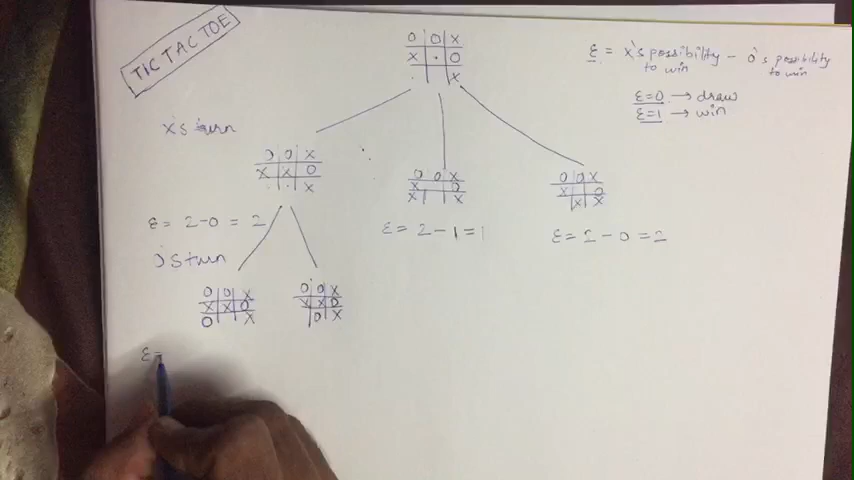 TIC TAC TOE
O O X
X · O
X
ε = x's possibility to win - o's possibility to win
ε=0 → draw
ε=1 → win
x's turn
O O X
X X O
X
O O X
X O
X X
O O X
X O
X X
ε = 2-0 = 2
ε = 2-1 = 1
ε = 2-0 = 2
O's turn
O O X
X X O
O X
O O X
X X O
O X
ε=